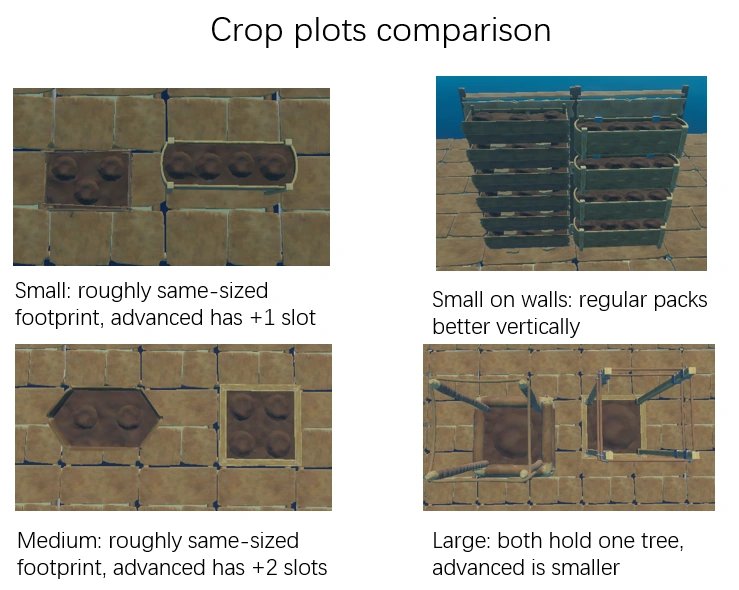 Crop plots comparison
Small: roughly same-sized
footprint, advanced has +1 slot
Small on walls: regular packs
better vertically
Medium: roughly same-sized
footprint, advanced has +2 slots
Large: both hold one tree,
advanced is smaller